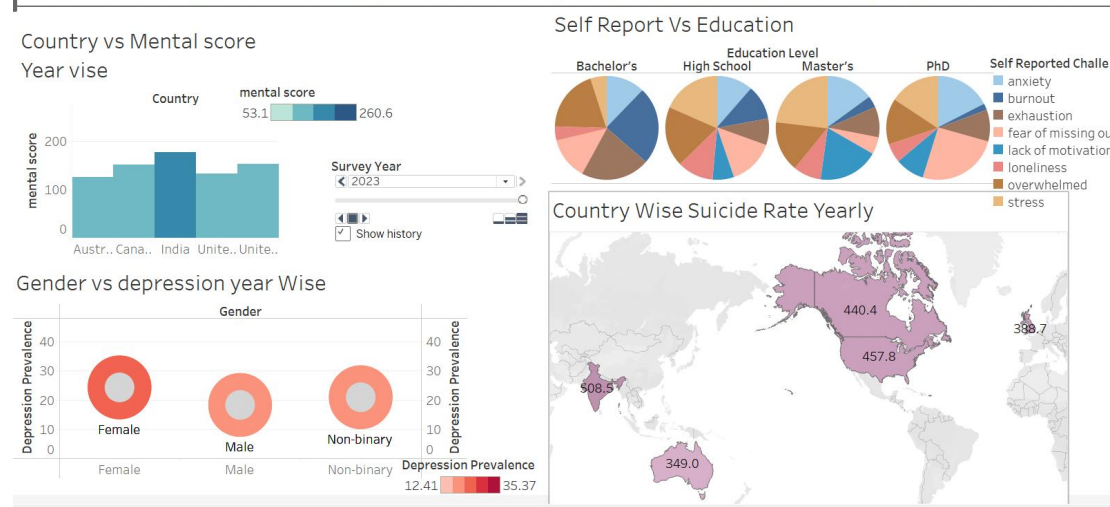 Country vs Mental score
Year vise
Country
mental score
53.1 260.6
mental score
200
100
0
Austr.. Cana.. India Unite.. Unite..
Survey Year
2023
Show history
Gender vs depression year Wise
Gender
Depression Prevalence
40
30
20
10
0
Female
Male
Non-binary
40
30
20
10
0
Depression Prevalence
Female Male Non-binary
Depression Prevalence
12.41 35.37
Self Report Vs Education
Education Level
Bachelor's High School Master's PhD
Self Reported Challe
anxiety
burnout
exhaustion
fear of missing ou
lack of motivation
loneliness
overwhelmed
stress
Country Wise Suicide Rate Yearly
440.4
457.8
388.7
508.5
349.0